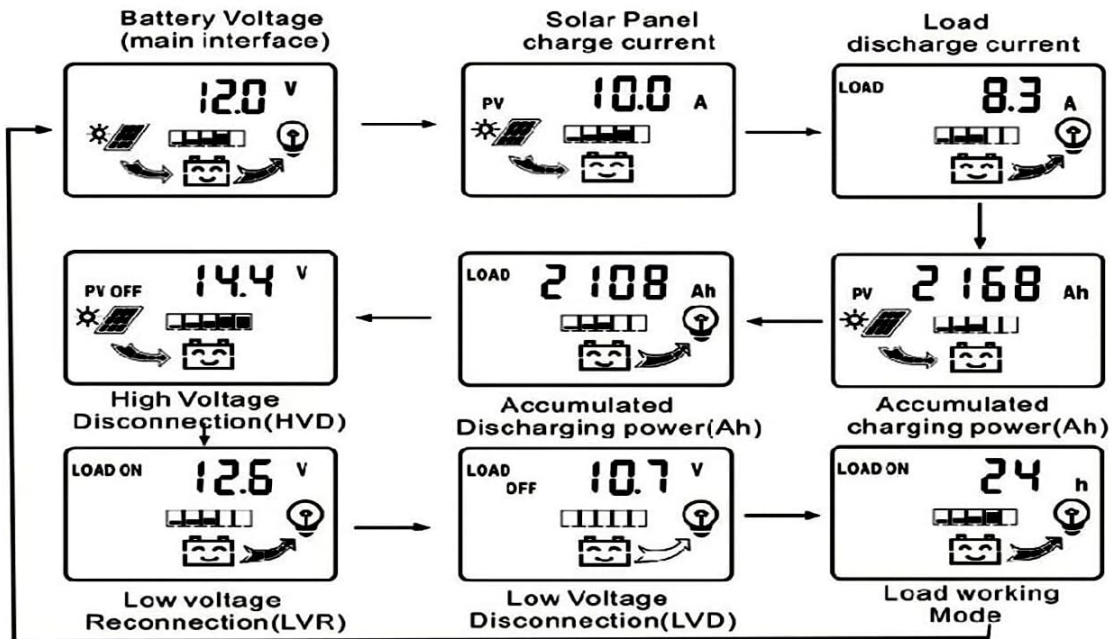 Battery Voltage
(main interface)
12.0 V
Solar Panel
charge current
PV
10.0 A
Load
discharge current
LOAD
8.3 A
14.4 V
PV OFF
High Voltage
Disconnection(HVD)
LOAD 2108 Ah
Accumulated
Discharging power(Ah)
PV 2168 Ah
Accumulated
charging power(Ah)
LOAD ON 12.6 V
Low voltage
Reconnection(LVR)
LOAD
OFF
10.7 V
Low Voltage
Disconnection(LVD)
LOAD ON 24 h
Load working
Mode